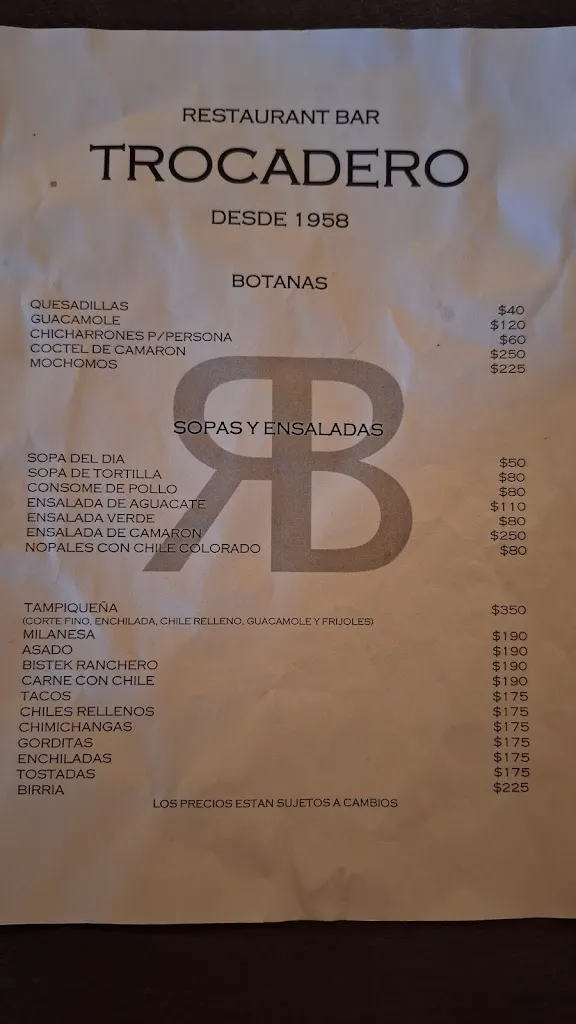 RESTAURANT BAR
TROCADERO
DESDE 1958
BOTANAS
QUESADILLAS $40
GUACAMOLE $120
CHICHARRONES P/PERSONA $60
COCTEL DE CAMARON $250
MOCHOMOS $225
SOPAS Y ENSALADAS
SOPA DEL DIA $50
SOPA DE TORTILLA $80
CONSOME DE POLLO $80
ENSALADA DE AGUACATE $110
ENSALADA VERDE $80
ENSALADA DE CAMARON $250
NOPALES CON CHILE COLORADO $80
RB
TAMPIQUEÑA $350
(CORTE FINO, ENCHILADA, CHILE RELLENO, GUACAMOLE Y FRIJOLES)
MILANESA $190
ASADO $190
BISTEK RANCHERO $190
CARNE CON CHILE $190
TACOS $175
CHILES RELLENOS $175
CHIMICHANGAS $175
GORDITAS $175
ENCHILADAS $175
TOSTADAS $175
BIRRIA $225
LOS PRECIOS ESTAN SUJETOS A CAMBIOS